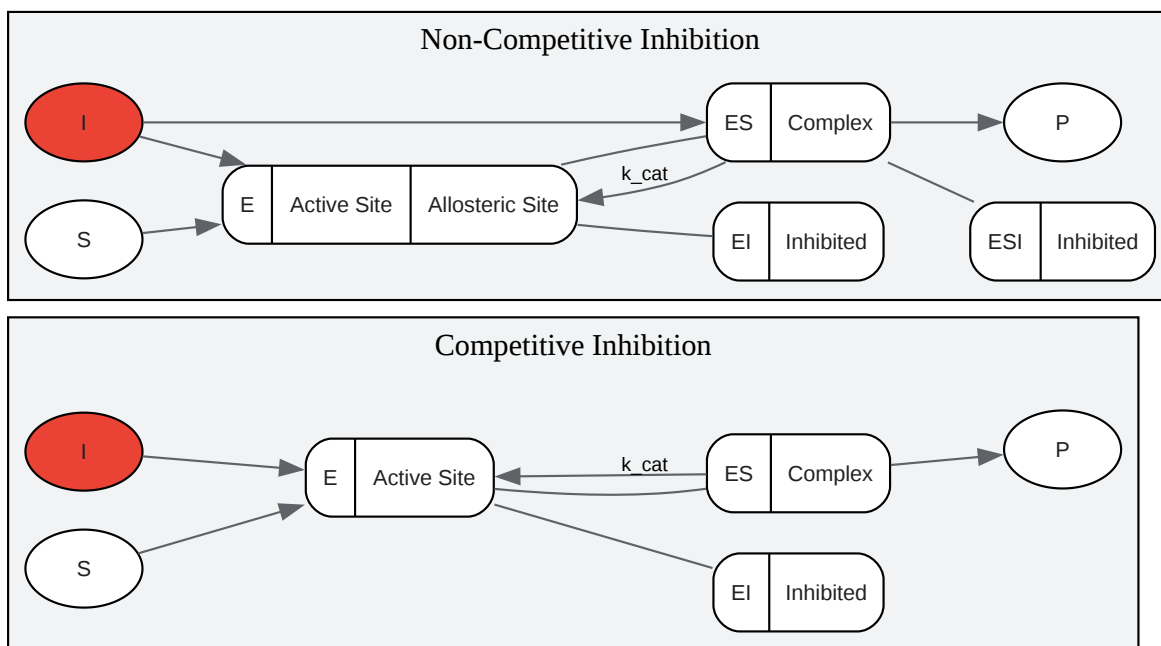 Non-Competitive Inhibition
I
ES Complex
P
k_cat
E Active Site Allosteric Site
S
EI Inhibited
ESI Inhibited
Competitive Inhibition
I
E Active Site
k_cat
ES Complex
P
S
EI Inhibited